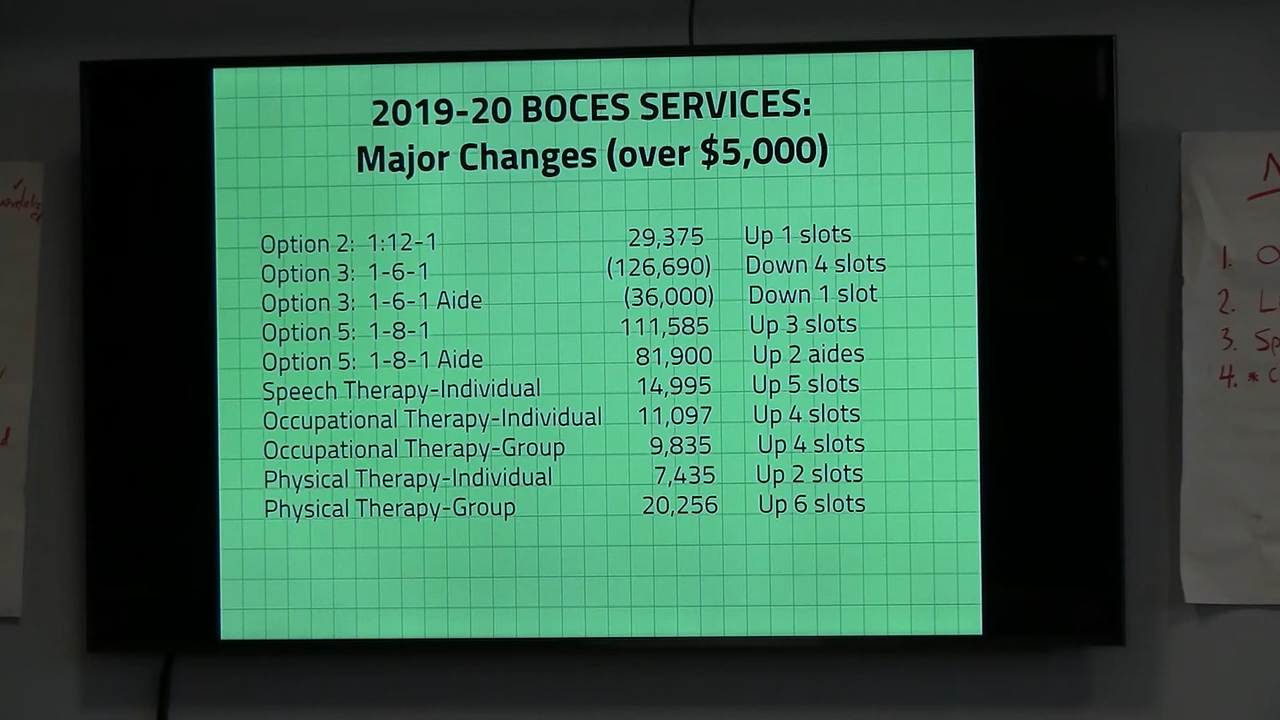 2019-20 BOCES SERVICES:
Major Changes (over $5,000)
Option 2: 1:12-1 29,375 Up 1 slots
Option 3: 1-6-1 (126,690) Down 4 slots
Option 3: 1-6-1 Aide (36,000) Down 1 slot
Option 5: 1-8-1 111,585 Up 3 slots
Option 5: 1-8-1 Aide 81,900 Up 2 aides
Speech Therapy-Individual 14,995 Up 5 slots
Occupational Therapy-Individual 11,097 Up 4 slots
Occupational Therapy-Group 9,835 Up 4 slots
Physical Therapy-Individual 7,435 Up 2 slots
Physical Therapy-Group 20,256 Up 6 slots
1.
2. L
3. Sp
4. *